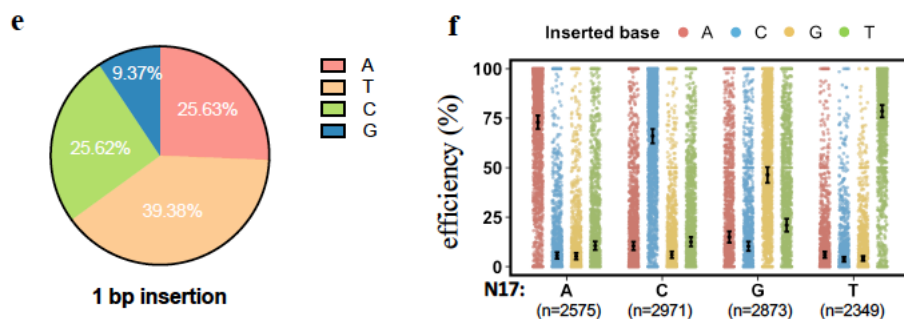 e
9.37%
25.63%
25.62%
39.38%
A
T
C
G
1 bp insertion
f
Inserted base A C G T
efficiency (%)
100
75
50
25
0
N17: A C G T
(n=2575) (n=2971) (n=2873) (n=2349)